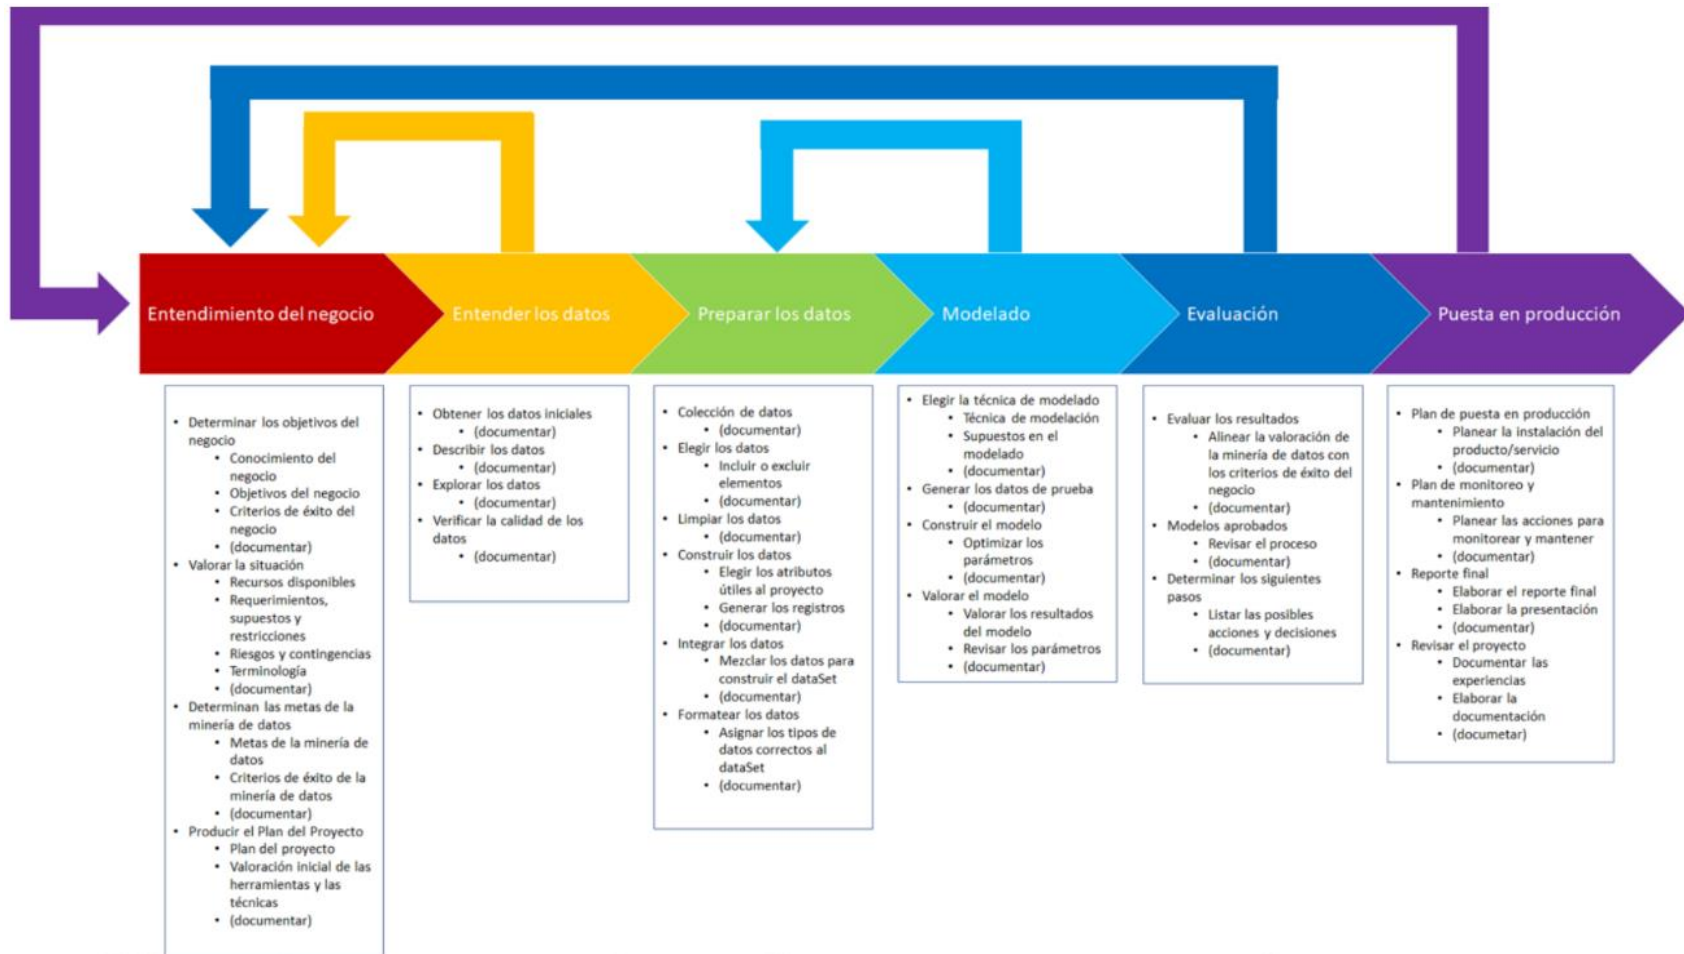 Entendimiento del negocio
Entender los datos
Preparar los datos
Modelado
Evaluación
Puesta en producción
• Determinar los objetivos del
negocio
• Conocimiento del
negocio
• Objetivos del negocio
• Criterios de éxito del
negocio
• (documentar)
• Valorar la situación
• Recursos disponibles
• Requerimientos,
supuestos y
restricciones
• Riesgos y contingencias
• Terminología
• (documentar)
• Determinan las metas de la
minería de datos
• Metas de la minería de
datos
• Criterios de éxito de la
minería de datos
• (documentar)
• Producir el Plan del Proyecto
• Plan del proyecto
• Valoración inicial de las
herramientas y las
técnicas
• (documentar)
• Obtener los datos iniciales
• (documentar)
• Describir los datos
• (documentar)
• Explorar los datos
• (documentar)
• Verificar la calidad de los
datos
• (documentar)
• Colección de datos
• (documentar)
• Elegir los datos
• Incluir o excluir
elementos
• (documentar)
• Limpiar los datos
• (documentar)
• Construir los datos
• Elegir los atributos
útiles al proyecto
• Generar los registros
• (documentar)
• Integrar los datos
• Mezclar los datos para
construir el dataSet
• (documentar)
• Formatear los datos
• Asignar los tipos de
datos correctos al
dataSet
• (documentar)
• Elegir la técnica de modelado
• Técnica de modelación
• Supuestos en el
modelado
• (documentar)
• Generar los datos de prueba
• (documentar)
• Construir el modelo
• Optimizar los
parámetros
• (documentar)
• Valorar el modelo
• Valorar los resultados
del modelo
• Revisar los parámetros
• (documentar)
• Evaluar los resultados
• Alinear la valoración de
la minería de datos con
los criterios de éxito del
negocio
• (documentar)
• Modelos aprobados
• Revisar el proceso
• (documentar)
• Determinar los siguientes
pasos
• Listar las posibles
acciones y decisiones
• (documentar)
• Plan de puesta en producción
• Planear la instalación del
producto/servicio
• (documentar)
• Plan de monitoreo y
mantenimiento
• Planear las acciones para
monitorear y mantener
• (documentar)
• Reporte final
• Elaborar el reporte final
• Elaborar la presentación
• (documentar)
• Revisar el proyecto
• Documentar las
experiencias
• Elaborar la
documentación
• (documetar)